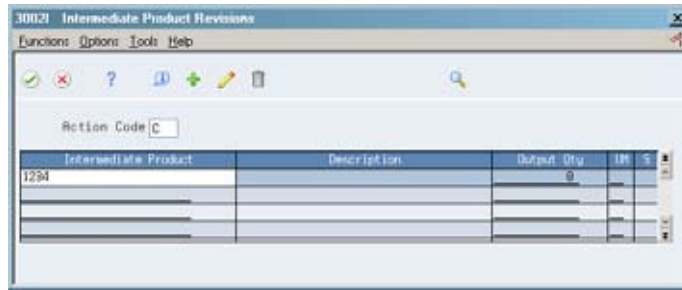 30021 Intermediate Product Revisions
Functions Options Tools Help
Action Code C
Intermediate Product Description Output Qty UM S
1234 0